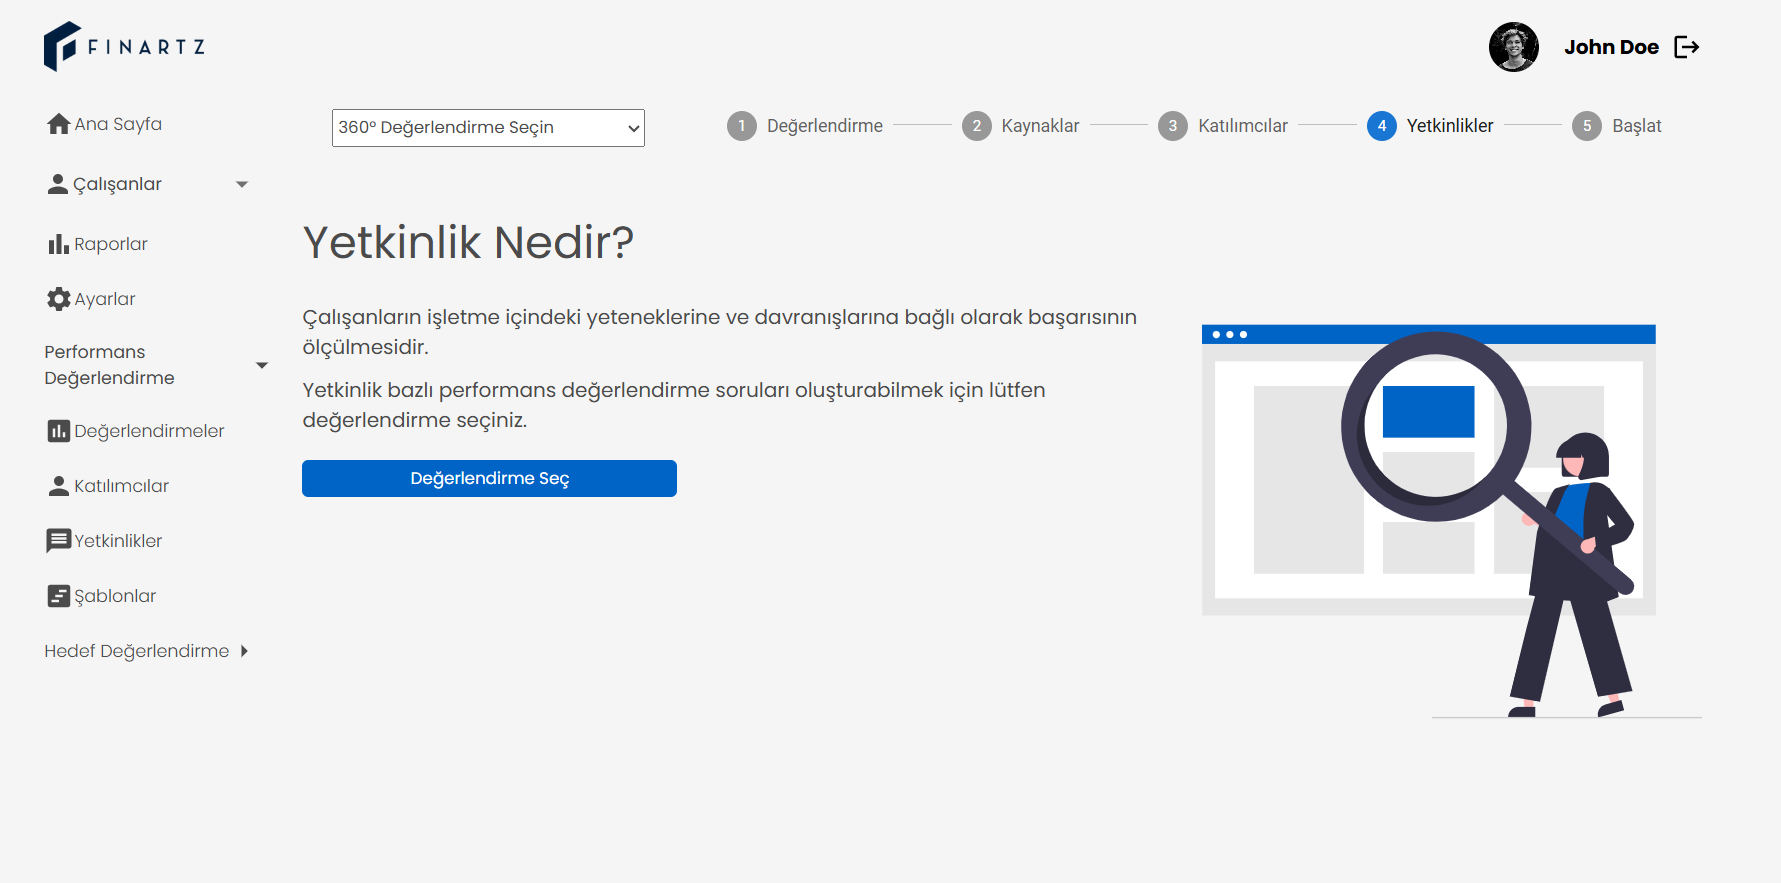 FINARTZ
John Doe
Ana Sayfa
Çalışanlar
Raporlar
Ayarlar
Performans
Değerlendirme
Değerlendirmeler
Katılımcılar
Yetkinlikler
Şablonlar
Hedef Değerlendirme
360° Değerlendirme Seçin
1 Değerlendirme
2 Kaynaklar
3 Katılımcılar
4 Yetkinlikler
5 Başlat
Yetkinlik Nedir?
Çalışanların işletme içindeki yeteneklerine ve davranışlarına bağlı olarak başarısının
ölçülmesidir.
Yetkinlik bazlı performans değerlendirme soruları oluşturabilmek için lütfen
değerlendirme seçiniz.
Değerlendirme Seç